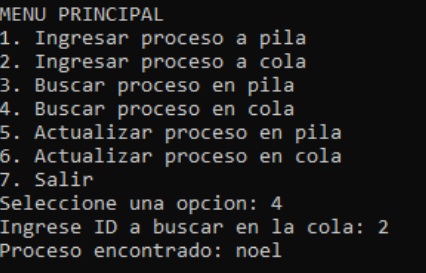 MENU PRINCIPAL
1. Ingresar proceso a pila
2. Ingresar proceso a cola
3. Buscar proceso en pila
4. Buscar proceso en cola
5. Actualizar proceso en pila
6. Actualizar proceso en cola
7. Salir
Seleccione una opcion: 4
Ingrese ID a buscar en la cola: 2
Proceso encontrado: noel